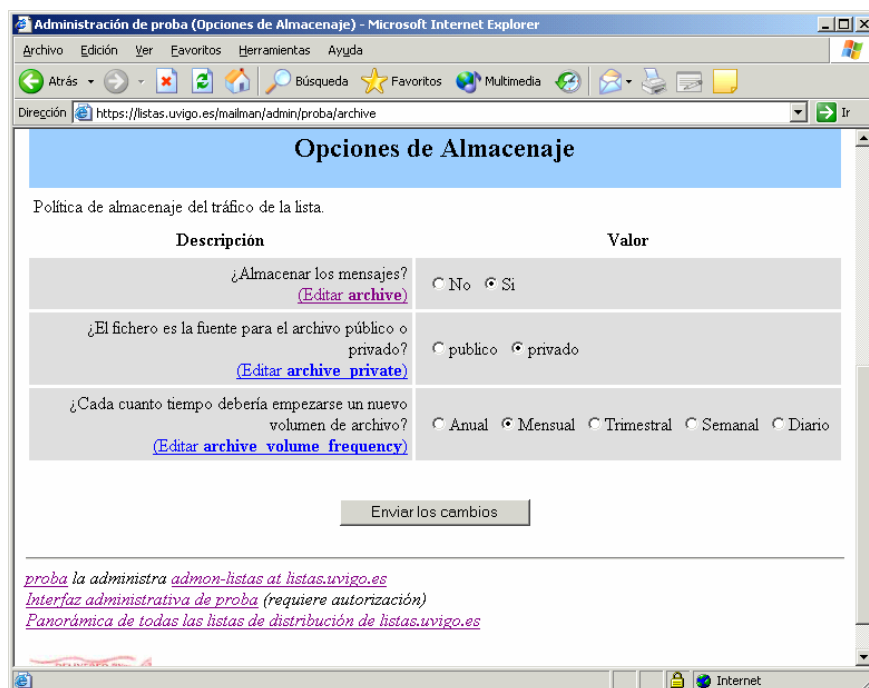 Administración de proba (Opciones de Almacenaje) - Microsoft Internet Explorer
Archivo Edición Ver Favoritos Herramientas Ayuda
Atrás Búsqueda Favoritos Multimedia
Dirección https://listas.uvigo.es/mailman/admin/proba/archive Ir
Opciones de Almacenaje
Política de almacenaje del tráfico de la lista.
Descripción Valor
¿Almacenar los mensajes?
(Editar archive)
No Si
¿El fichero es la fuente para el archivo público o
privado?
(Editar archive_private)
publico privado
¿Cada cuanto tiempo debería empezarse un nuevo
volumen de archivo?
(Editar archive_volume_frequency)
Anual Mensual Trimestral Semanal Diario
Enviar los cambios
proba la administra admon-listas at listas.uvigo.es
Interfaz administrativa de proba (requiere autorización)
Panorámica de todas las listas de distribución de listas.uvigo.es
Internet